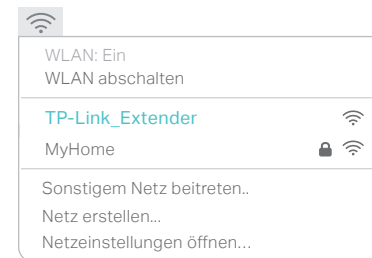 WLAN: Ein
WLAN abschalten
TP-Link_Extender
MyHome
Sonstigem Netz beitreten..
Netz erstellen...
Netzeinstellungen öffnen...